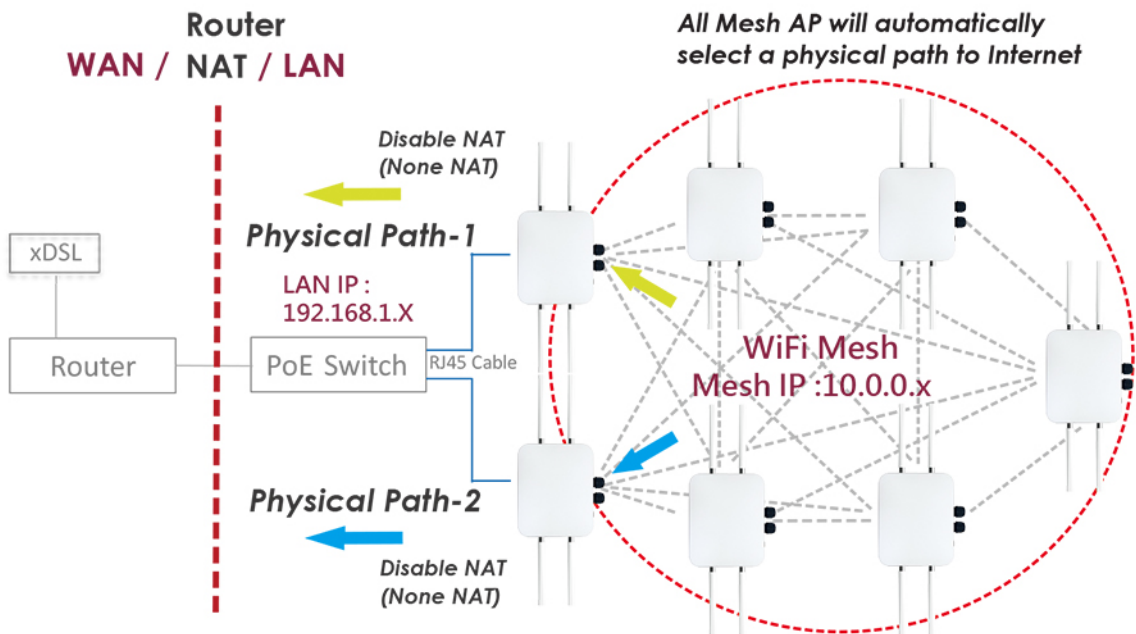 Router
WAN / NAT / LAN
All Mesh AP will automatically
select a physical path to Internet
Disable NAT
(None NAT)
Physical Path-1
xDSL
LAN IP :
192.168.1.X
Router
PoE Switch
RJ45 Cable
WiFi Mesh
Mesh IP :10.0.0.x
Physical Path-2
Disable NAT
(None NAT)